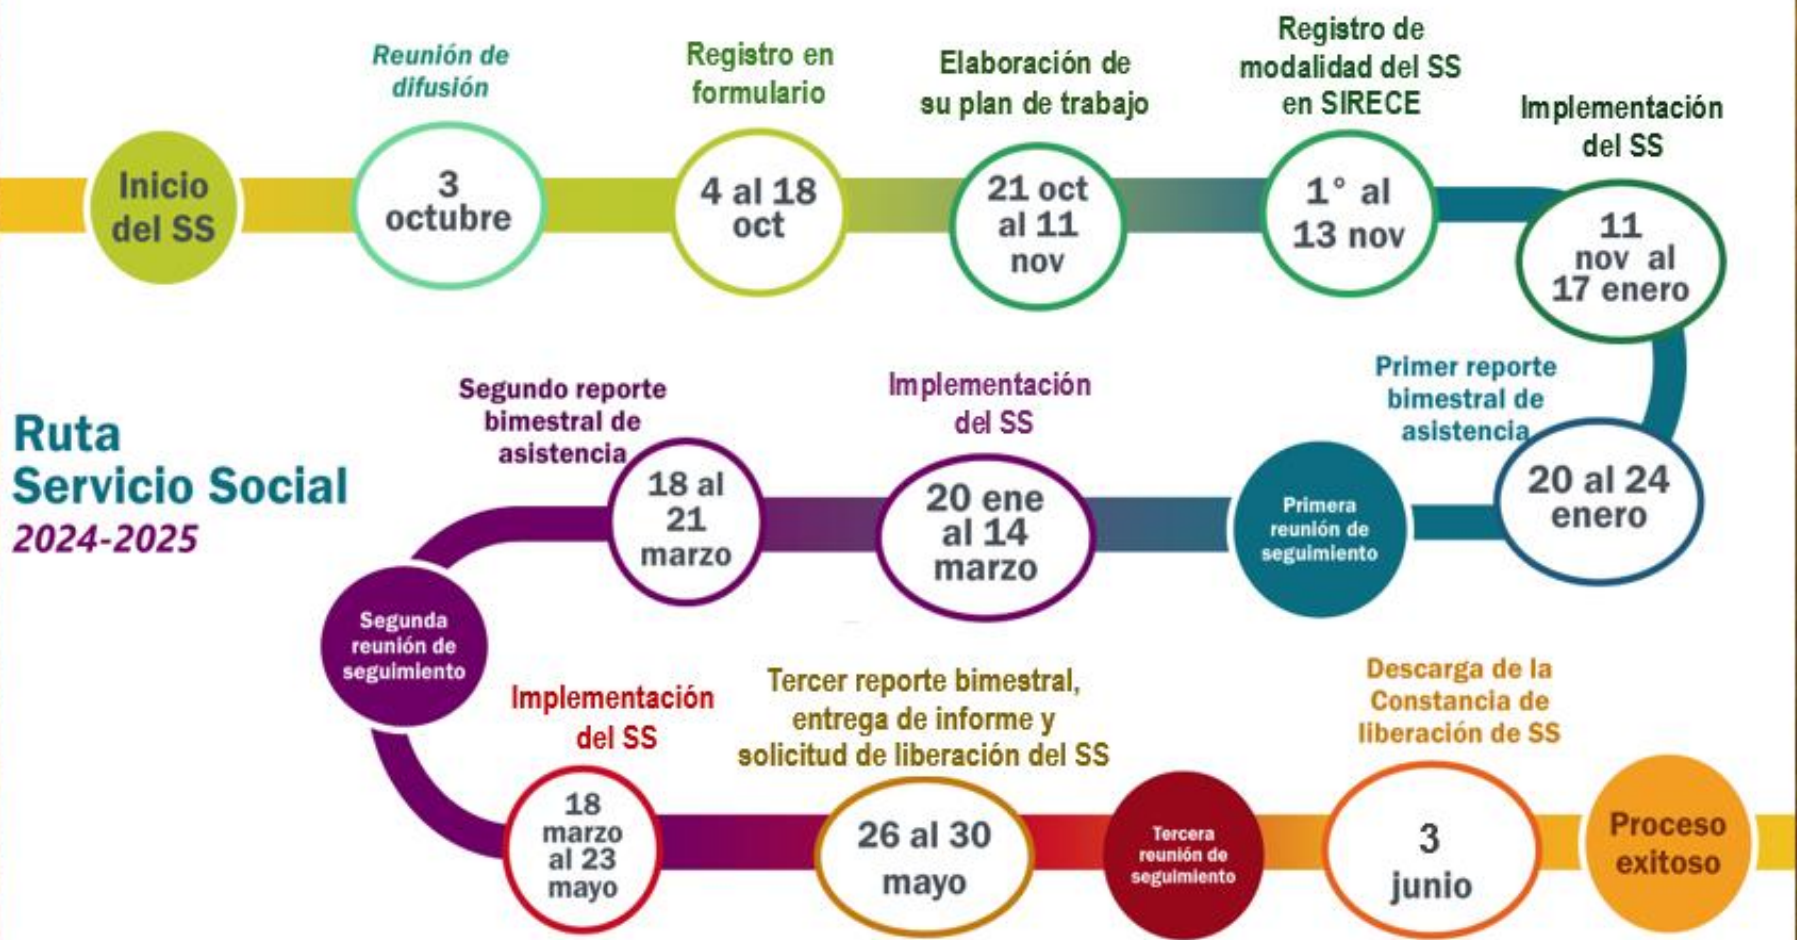 Inicio
del SS
Reunión de
difusión
3
octubre
Registro en
formulario
4 al 18
oct
Elaboración de
su plan de trabajo
21 oct
al 11
nov
Registro de
modalidad del SS
en SIRECE
1° al
13 nov
Implementación
del SS
11
nov al
17 enero
Primer reporte
bimestral de
asistencia
20 al 24
enero
Primera
reunión de
seguimiento
Implementación
del SS
20 ene
al 14
marzo
Segundo reporte
bimestral de
asistencia
18 al
21
marzo
Ruta
Servicio Social
2024-2025
Segunda
reunión de
seguimiento
Implementación
del SS
18
marzo
al 23
mayo
Tercer reporte bimestral,
entrega de informe y
solicitud de liberación del SS
26 al 30
mayo
Tercera
reunión de
seguimiento
Descarga de la
Constancia de
liberación de SS
3
junio
Proceso
exitoso